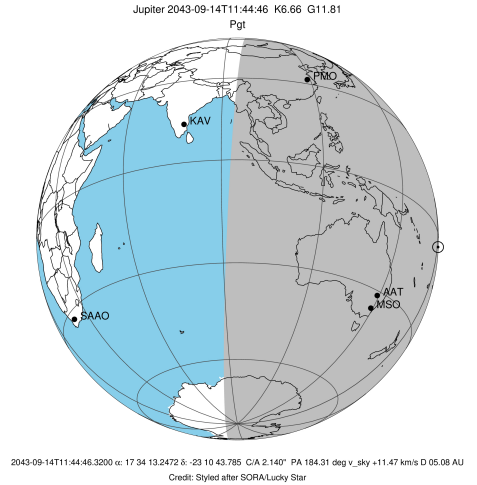 Jupiter 2043-09-14T11:44:46 K6.66 G11.81
Pgt
PMO
KAV
AAT
MSO
SAAO
2043-09-14T11:44:46.3200 α: 17 34 13.2472 δ: -23 10 43.785 C/A 2.140" PA 184.31 deg v_sky +11.47 km/s D 05.08 AU
Credit: Styled after SORA/Lucky Star